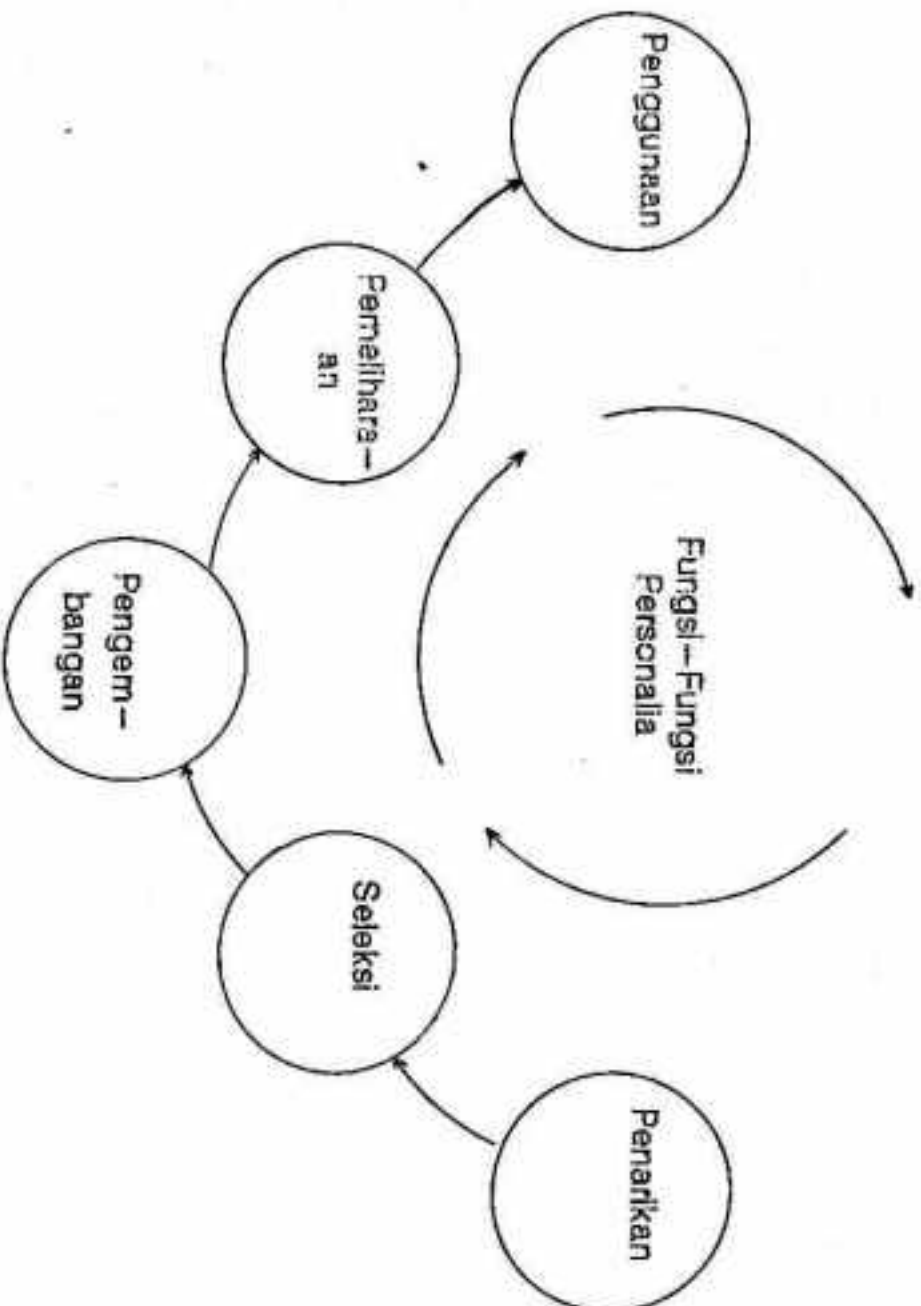 Fungsi—Fungsi
Personalia
Penggunaan
Penarikan
Pemelihara—
an
Seleksi
Pengem—
bangan